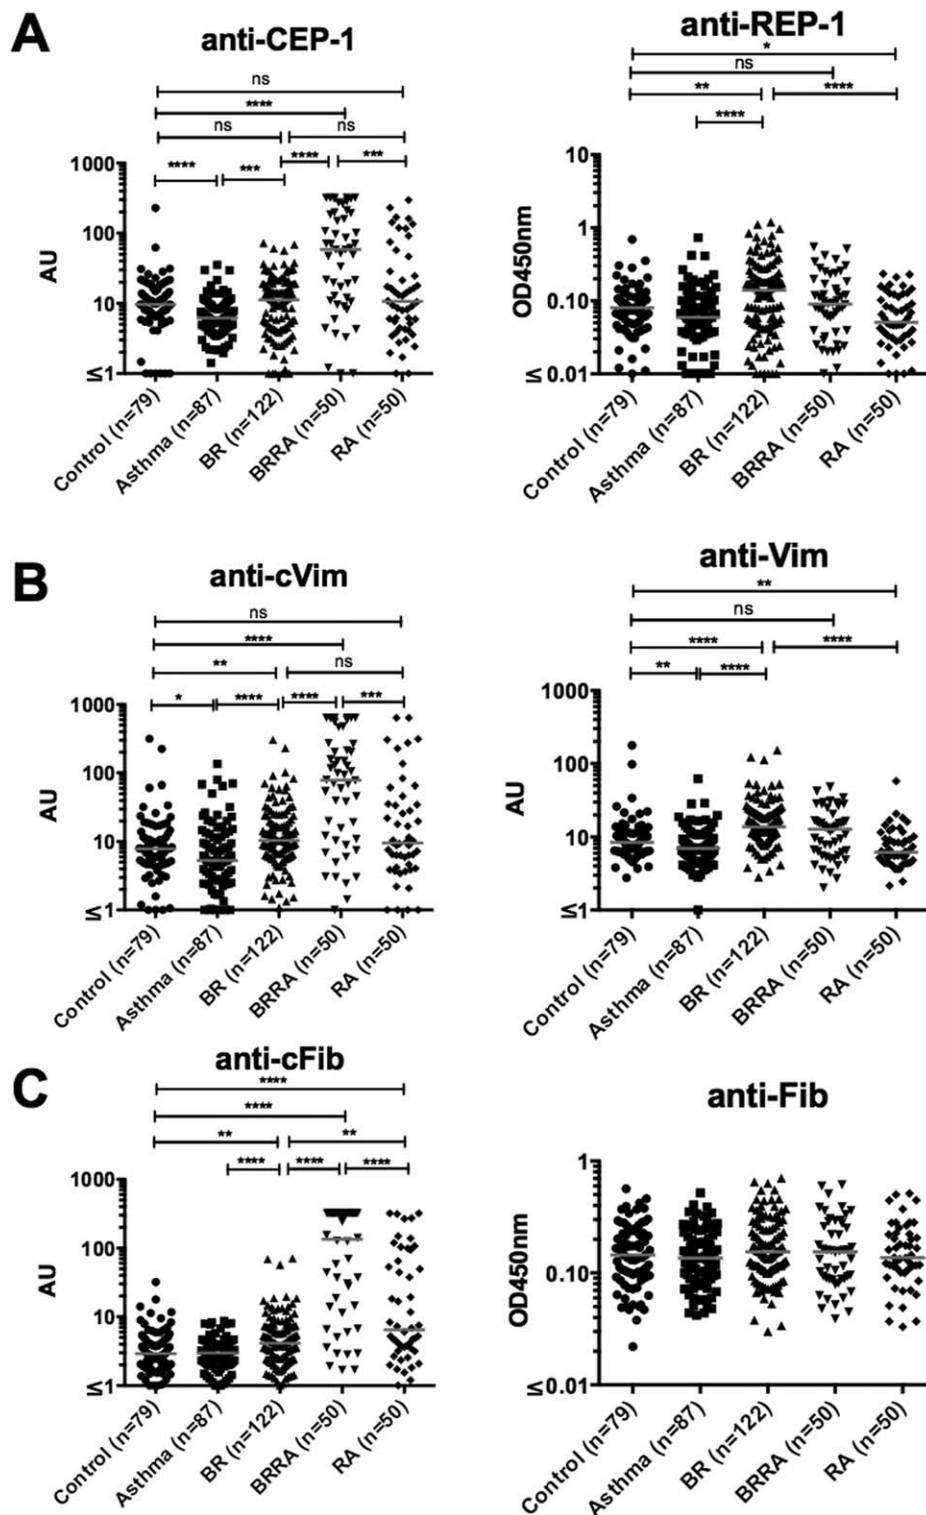 A
anti-CEP-1
ns
****
ns ns
**** *** **** ***
1000
100
10
≤1
AU
Control (n=79)
Asthma (n=87)
BR (n=122)
BRRA (n=50)
RA (n=50)
anti-REP-1
*
ns
** ****
****
10
1
0.10
≤ 0.01
OD450nm
Control (n=79)
Asthma (n=87)
BR (n=122)
BRRA (n=50)
RA (n=50)
B
anti-cVim
ns
****
** ns
* **** **** ***
1000
100
10
≤1
AU
Control (n=79)
Asthma (n=87)
BR (n=122)
BRRA (n=50)
RA (n=50)
anti-Vim
**
ns
**** ****
** ****
1000
100
10
≤1
AU
Control (n=79)
Asthma (n=87)
BR (n=122)
BRRA (n=50)
RA (n=50)
C
anti-cFib
****
****
** **
**** **** ****
1000
100
10
≤1
AU
Control (n=79)
Asthma (n=87)
BR (n=122)
BRRA (n=50)
RA (n=50)
anti-Fib
1
0.10
≤0.01
OD450nm
Control (n=79)
Asthma (n=87)
BR (n=122)
BRRA (n=50)
RA (n=50)